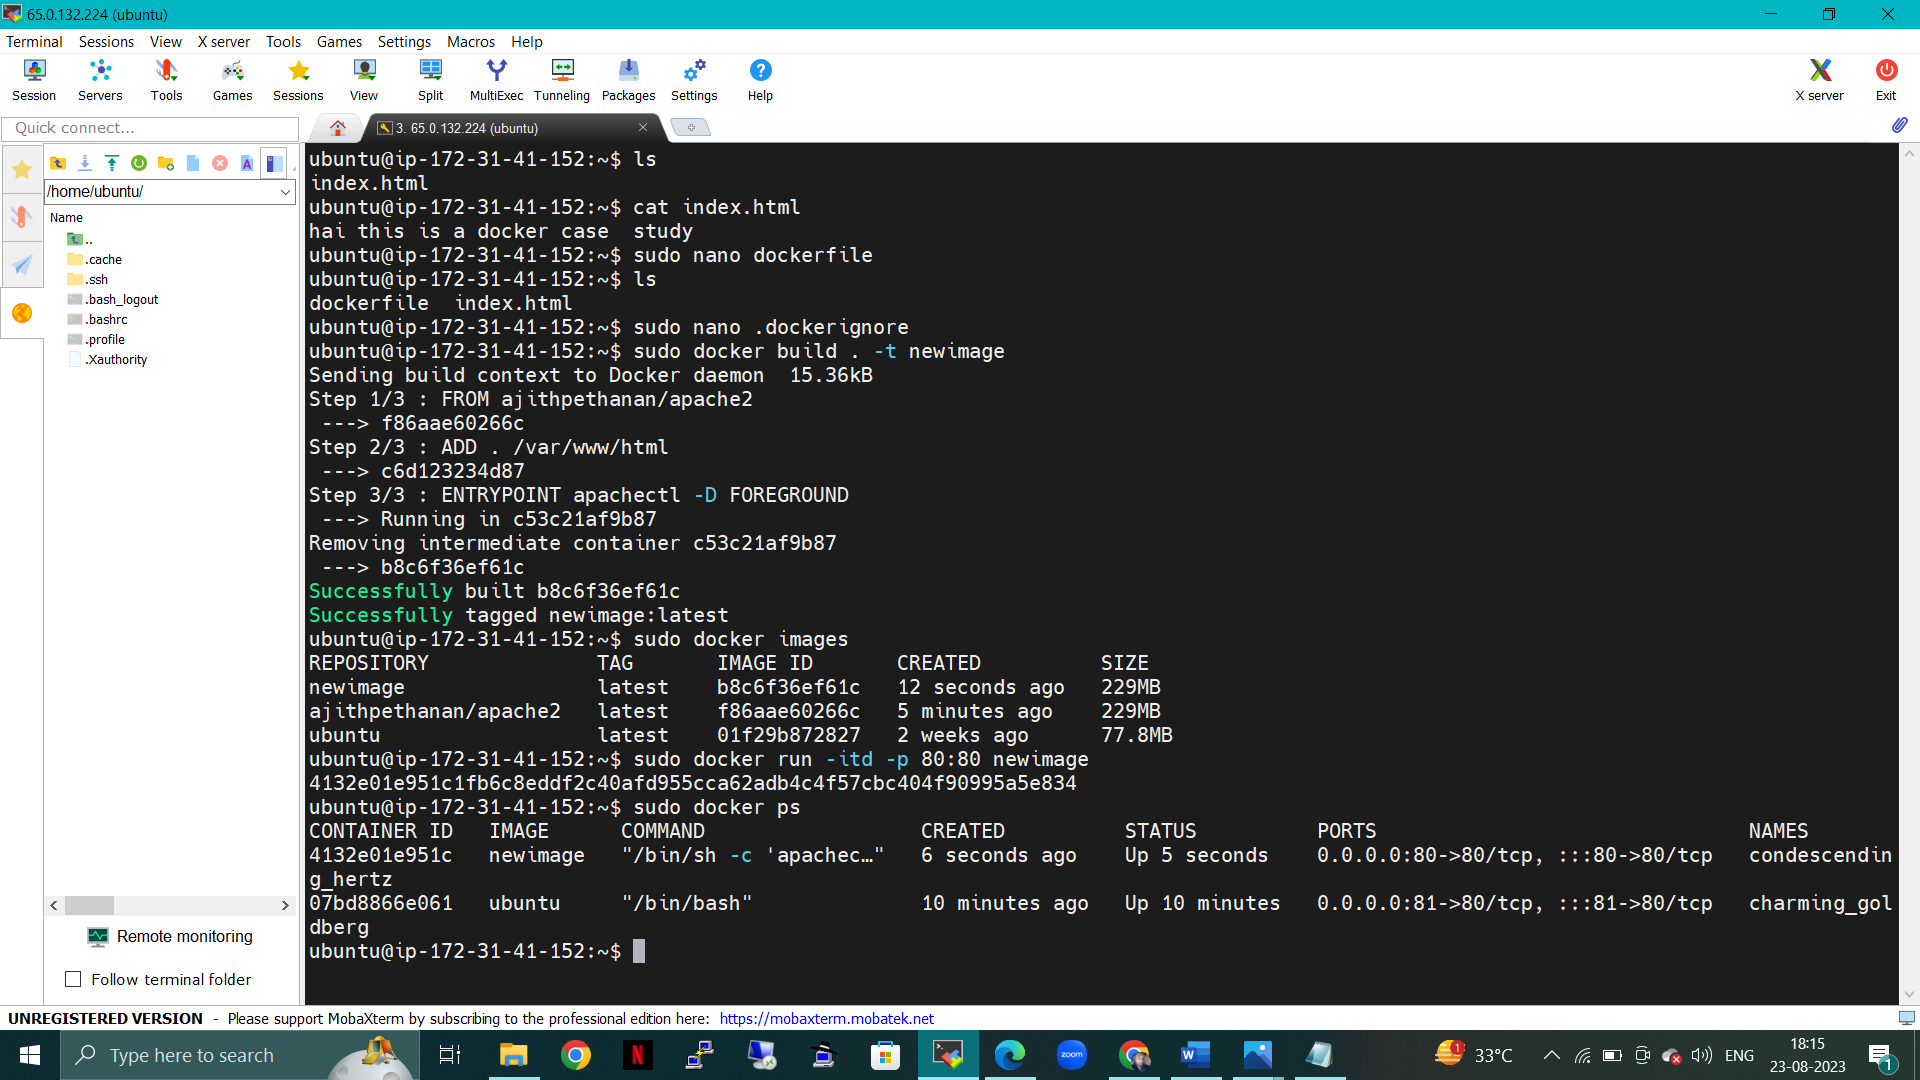 65.0.132.224 (ubuntu)
Terminal Sessions View X server Tools Games Settings Macros Help
Session Servers Tools Games Sessions View Split MultiExec Tunneling Packages Settings Help X server Exit
Quick connect...
3. 65.0.132.224 (ubuntu)
/home/ubuntu/
Name
..
.cache
.ssh
.bash_logout
.bashrc
.profile
.Xauthority
Remote monitoring
Follow terminal folder
ubuntu@ip-172-31-41-152:~$ ls
index.html
ubuntu@ip-172-31-41-152:~$ cat index.html
hai this is a docker case  study
ubuntu@ip-172-31-41-152:~$ sudo nano dockerfile
ubuntu@ip-172-31-41-152:~$ ls
dockerfile  index.html
ubuntu@ip-172-31-41-152:~$ sudo nano .dockerignore
ubuntu@ip-172-31-41-152:~$ sudo docker build . -t newimage
Sending build context to Docker daemon  15.36kB
Step 1/3 : FROM ajithpethanan/apache2
 ---> f86aae60266c
Step 2/3 : ADD . /var/www/html
 ---> c6d123234d87
Step 3/3 : ENTRYPOINT apachectl -D FOREGROUND
 ---> Running in c53c21af9b87
Removing intermediate container c53c21af9b87
 ---> b8c6f36ef61c
Successfully built b8c6f36ef61c
Successfully tagged newimage:latest
ubuntu@ip-172-31-41-152:~$ sudo docker images
REPOSITORY              TAG       IMAGE ID       CREATED          SIZE
newimage                latest    b8c6f36ef61c   12 seconds ago   229MB
ajithpethanan/apache2   latest    f86aae60266c   5 minutes ago    229MB
ubuntu                  latest    01f29b872827   2 weeks ago      77.8MB
ubuntu@ip-172-31-41-152:~$ sudo docker run -itd -p 80:80 newimage
4132e01e951c1fb6c8eddf2c40afd955cca62adb4c4f57cbc404f90995a5e834
ubuntu@ip-172-31-41-152:~$ sudo docker ps
CONTAINER ID   IMAGE      COMMAND                  CREATED          STATUS          PORTS                               NAMES
4132e01e951c   newimage   "/bin/sh -c 'apachec…"   6 seconds ago    Up 5 seconds    0.0.0.0:80->80/tcp, :::80->80/tcp   condescendin
g_hertz
07bd8866e061   ubuntu     "/bin/bash"              10 minutes ago   Up 10 minutes   0.0.0.0:81->80/tcp, :::81->80/tcp   charming_gol
dberg
ubuntu@ip-172-31-41-152:~$
UNREGISTERED VERSION - Please support MobaXterm by subscribing to the professional edition here: https://mobaxterm.mobatek.net
Type here to search
zoom
1
33°C
ENG
18:15
23-08-2023
1